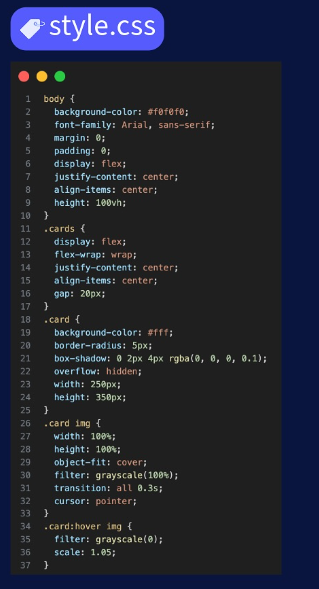 style.css
1 body {
2 background-color: #f0f0f0;
3 font-family: Arial, sans-serif;
4 margin: 0;
5 padding: 0;
6 display: flex;
7 justify-content: center;
8 align-items: center;
9 height: 100vh;
10 }
11 .cards {
12 display: flex;
13 flex-wrap: wrap;
14 justify-content: center;
15 align-items: center;
16 gap: 20px;
17 }
18 .card {
19 background-color: #fff;
20 border-radius: 5px;
21 box-shadow: 0 2px 4px rgba(0, 0, 0, 0.1);
22 overflow: hidden;
23 width: 250px;
24 height: 350px;
25 }
26 .card img {
27 width: 100%;
28 height: 100%;
29 object-fit: cover;
30 filter: grayscale(100%);
31 transition: all 0.3s;
32 cursor: pointer;
33 }
34 .card:hover img {
35 filter: grayscale(0);
36 scale: 1.05;
37 }